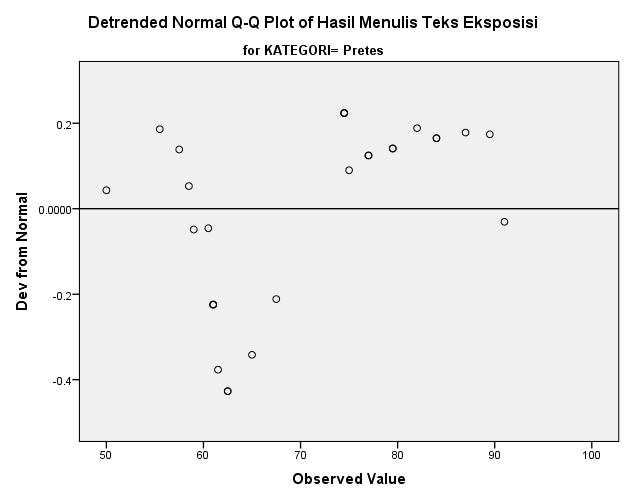 Detrended Normal Q-Q Plot of Hasil Menulis Teks Eksposisi
for KATEGORI= Pretes
Dev from Normal
0.2
0.0000
-0.2
-0.4
50
60
70
80
90
100
Observed Value